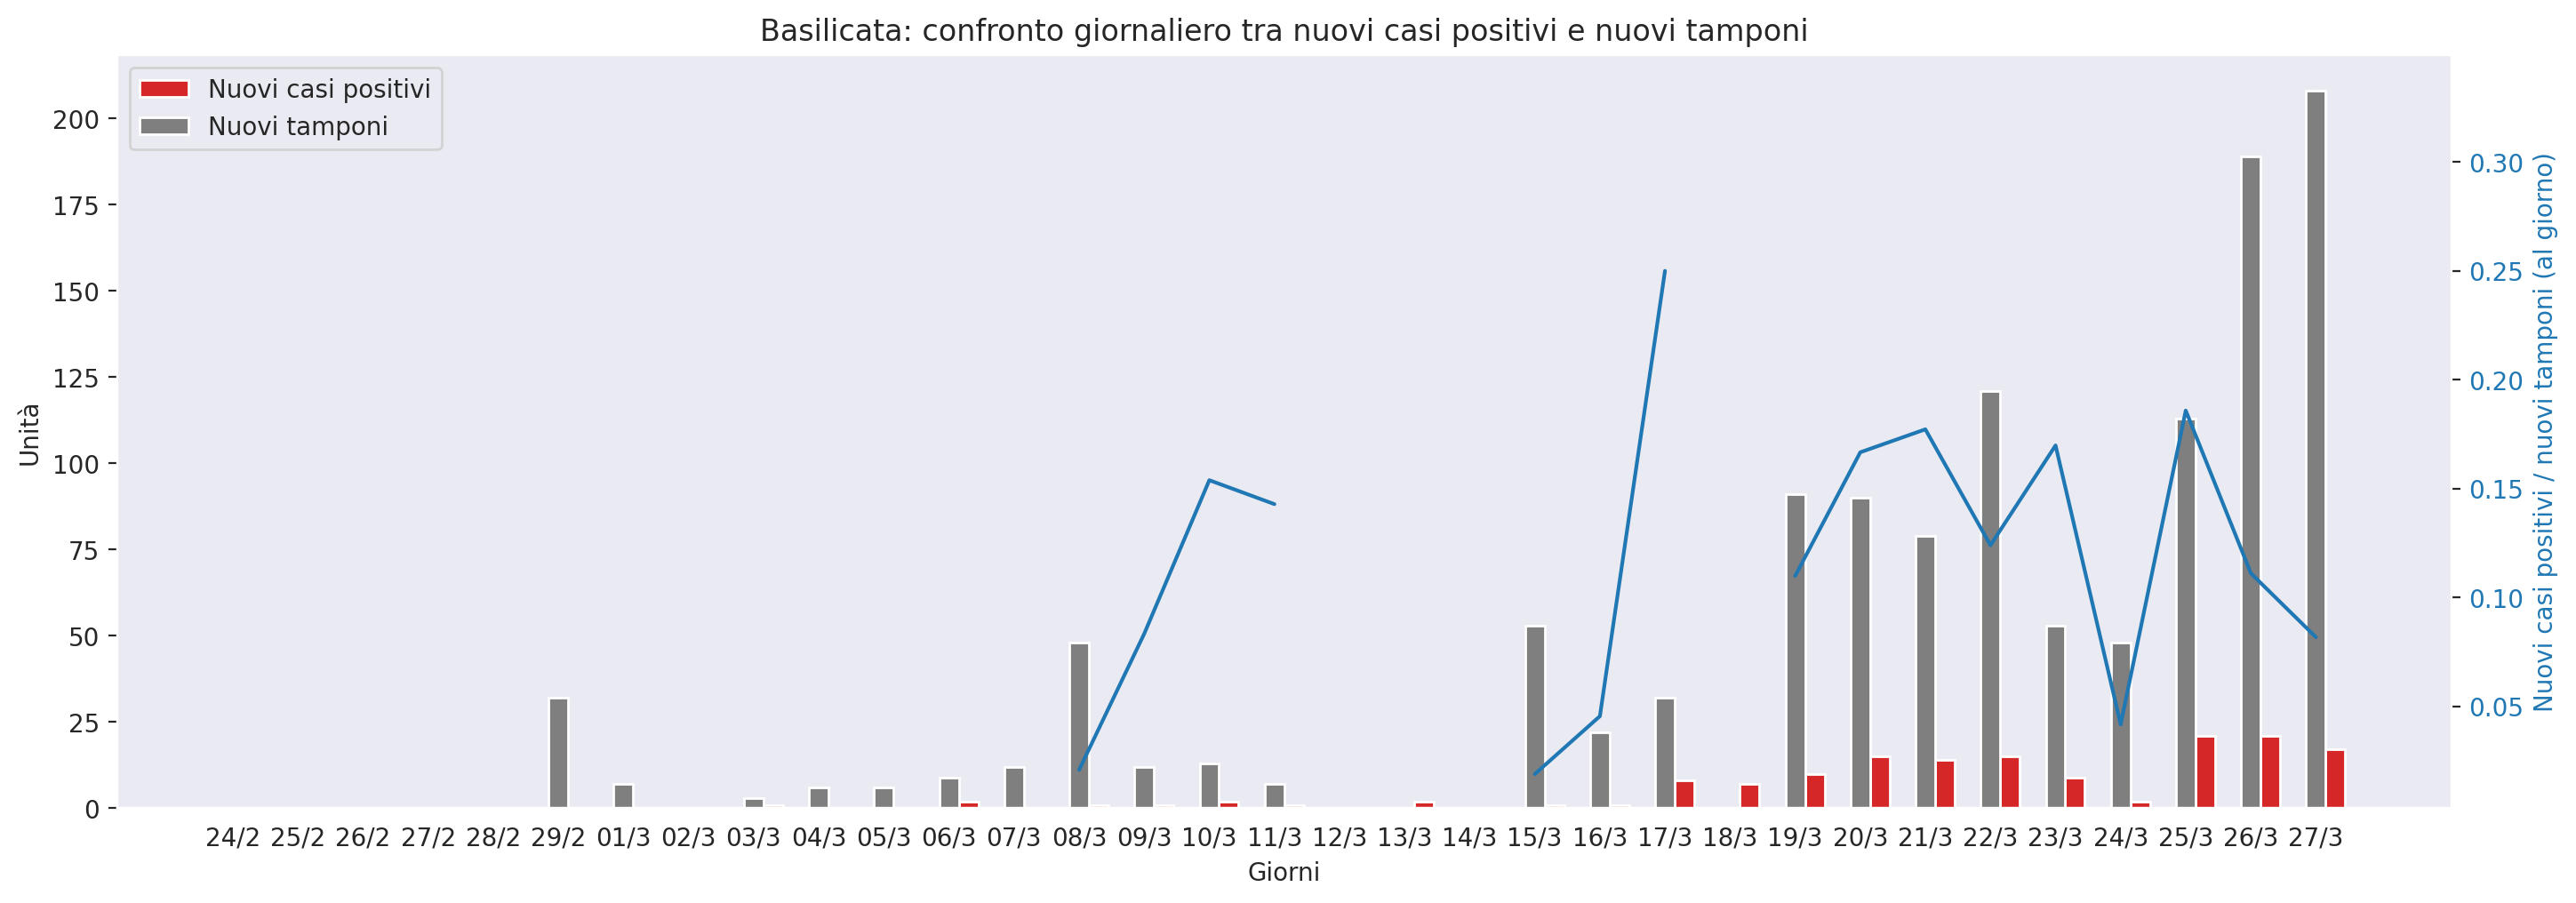 Basilicata: confronto giornaliero tra nuovi casi positivi e nuovi tamponi
Nuovi casi positivi
Nuovi tamponi
200
175
150
125
100
75
50
25
0
Unità
0.30
0.25
0.20
0.15
0.10
0.05
Nuovi casi positivi / nuovi tamponi (al giorno)
24/2 25/2 26/2 27/2 28/2 29/2 01/3 02/3 03/3 04/3 05/3 06/3 07/3 08/3 09/3 10/3 11/3 12/3 13/3 14/3 15/3 16/3 17/3 18/3 19/3 20/3 21/3 22/3 23/3 24/3 25/3 26/3 27/3
Giorni